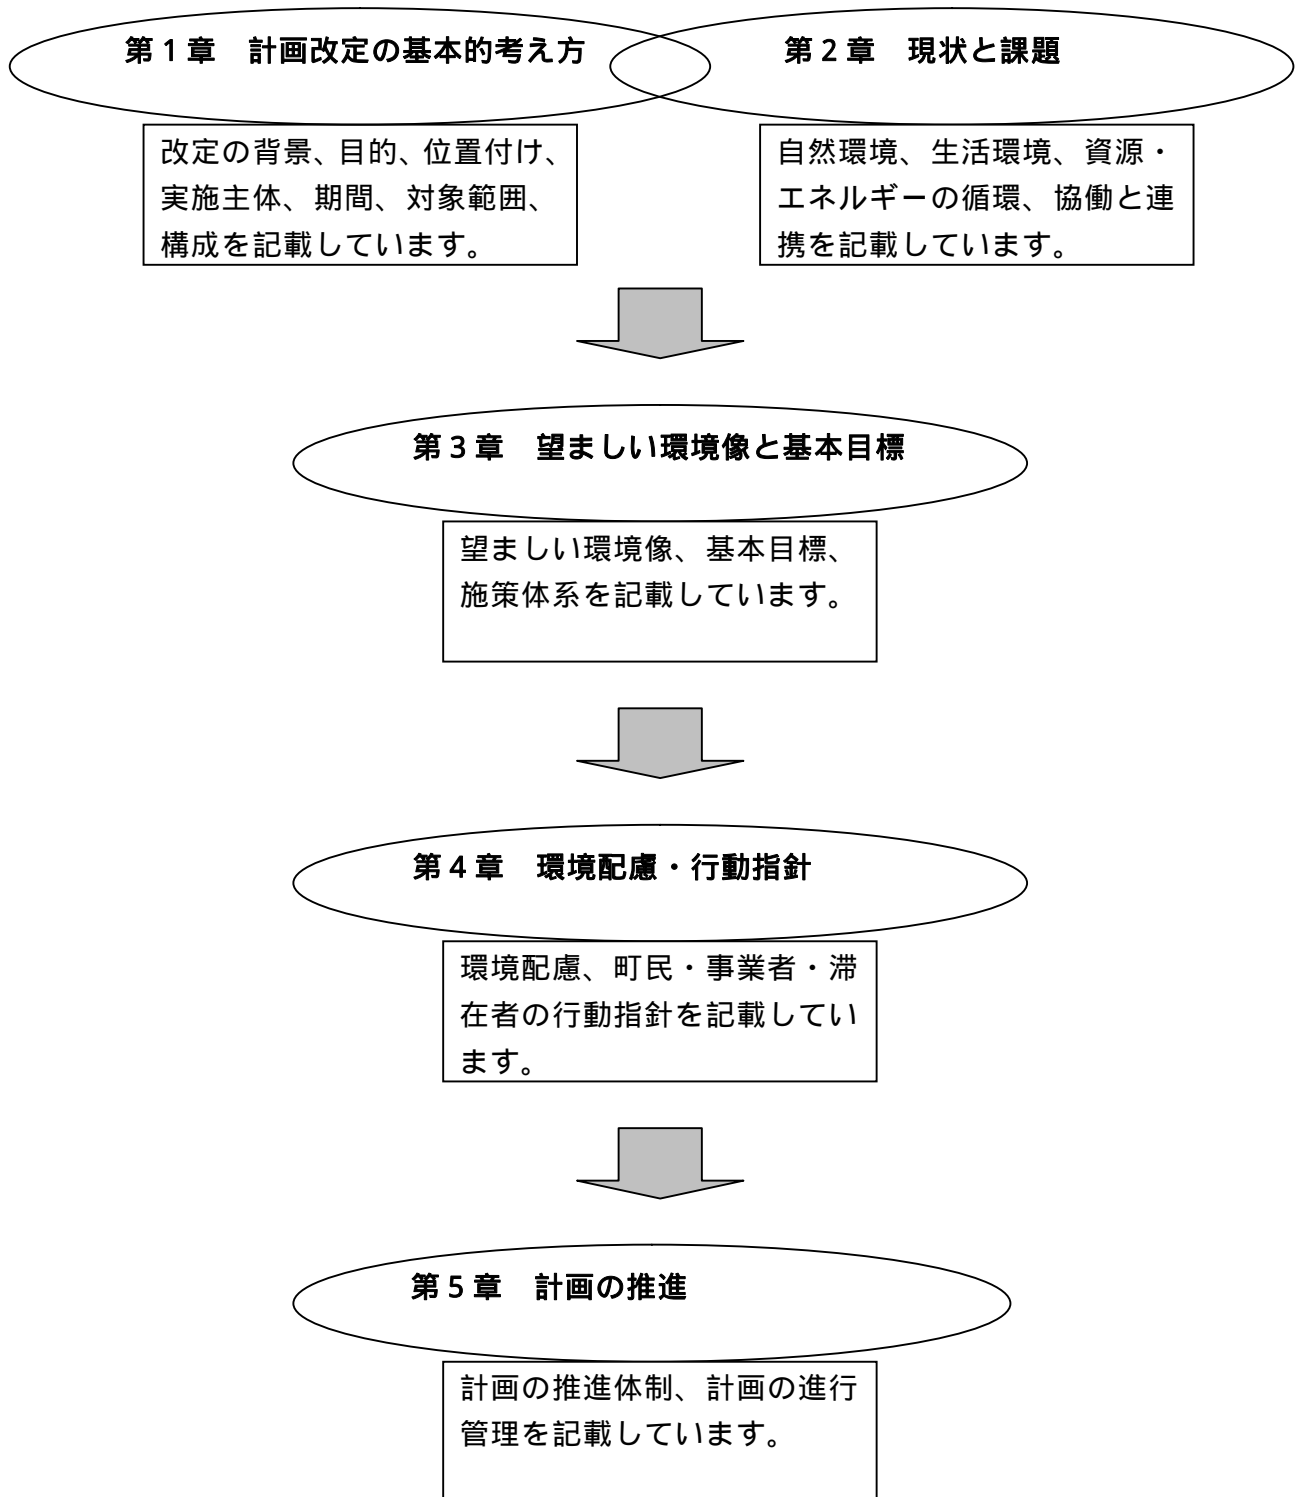 第１章　計画改定の基本的考え方
第２章　現状と課題
改定の背景、目的、位置付け、
実施主体、期間、対象範囲、
構成を記載しています。
自然環境、生活環境、資源・
エネルギーの循環、協働と連
携を記載しています。
第３章　望ましい環境像と基本目標
望ましい環境像、基本目標、
施策体系を記載しています。
第４章　環境配慮・行動指針
環境配慮、町民・事業者・滞
在者の行動指針を記載してい
ます。
第５章　計画の推進
計画の推進体制、計画の進行
管理を記載しています。